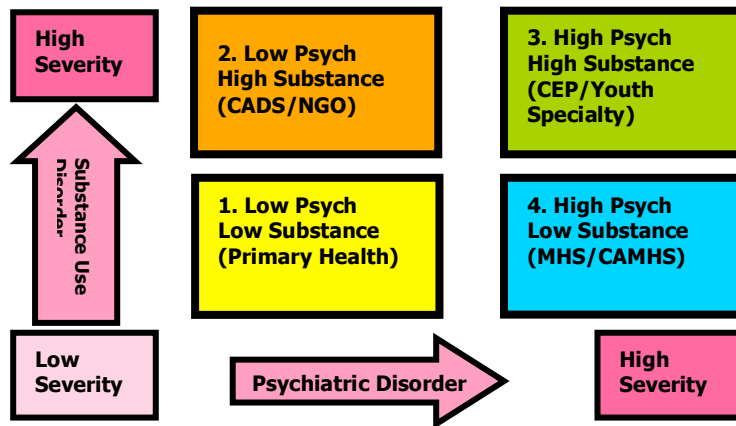 High
Severity
2. Low Psych
High Substance
(CADS/NGO)
3. High Psych
High Substance
(CEP/Youth
Specialty)
Substance Use
Disorder
1. Low Psych
Low Substance
(Primary Health)
4. High Psych
Low Substance
(MHS/CAMHS)
Low
Severity
Psychiatric Disorder
High
Severity